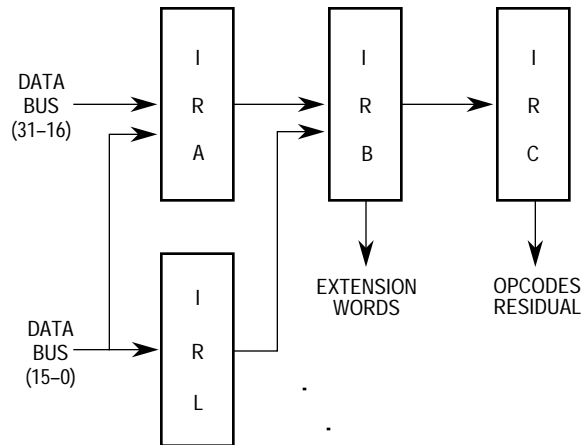 DATA
BUS
(31–16)
I
R
A
I
R
B
I
R
C
EXTENSION
WORDS
OPCODES
RESIDUAL
DATA
BUS
(15–0)
I
R
L